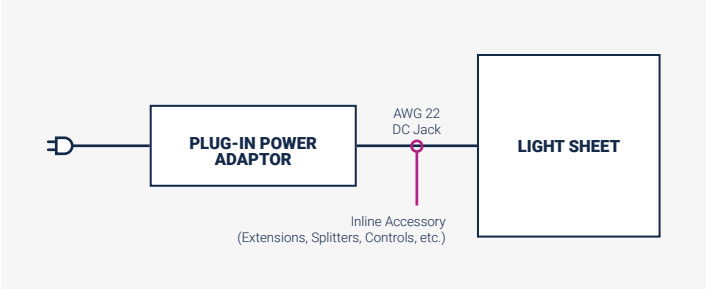 PLUG-IN POWER
ADAPTOR
AWG 22
DC Jack
LIGHT SHEET
Inline Accessory
(Extensions, Splitters, Controls, etc.)